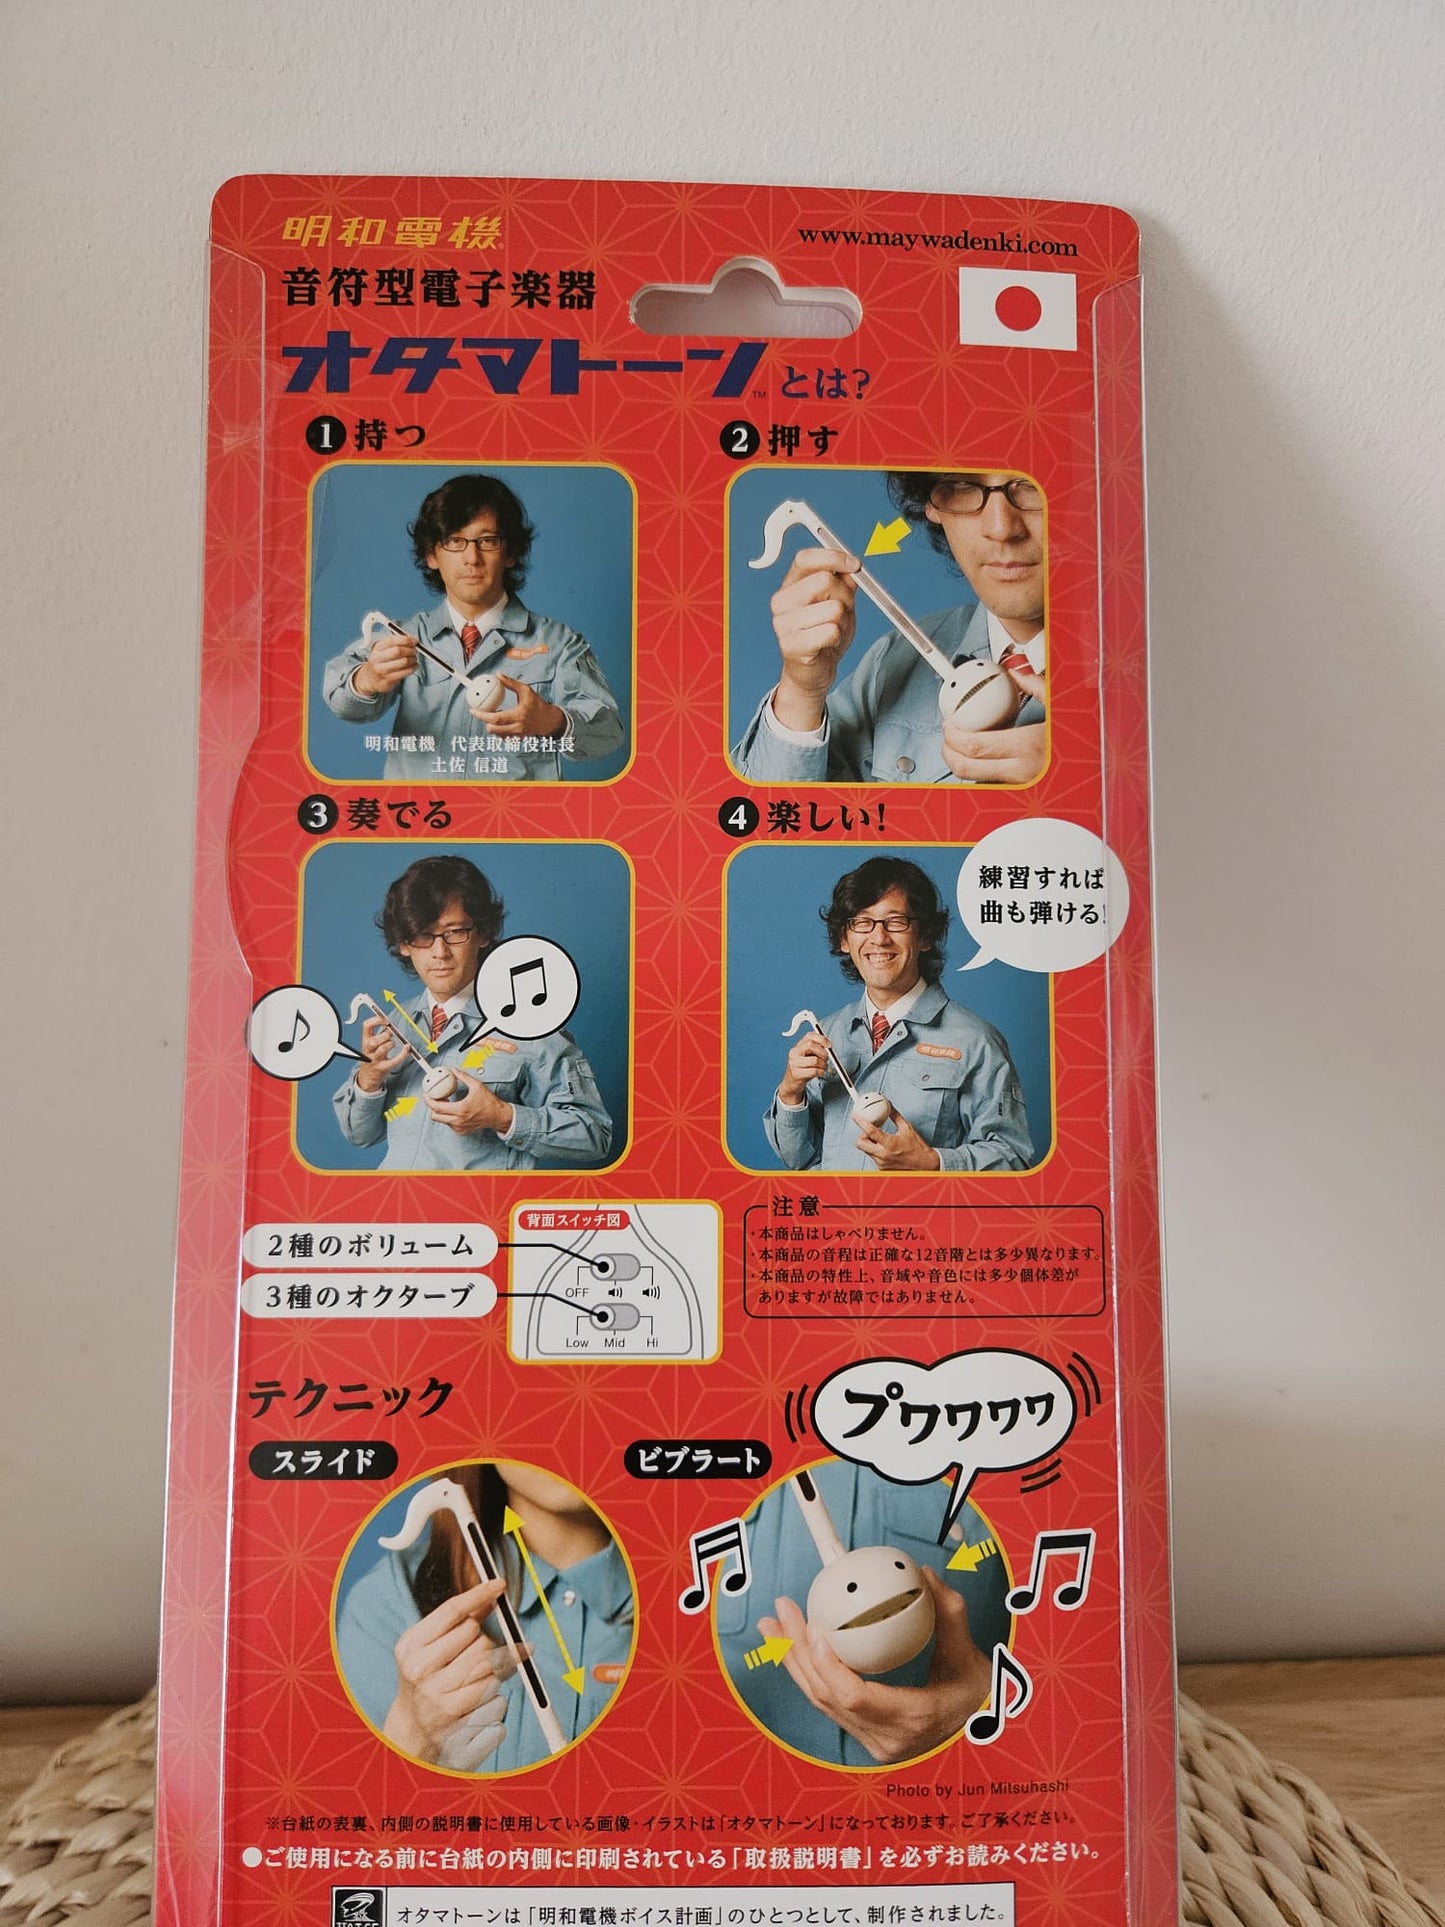 明和電機
www.maywadenki.com
音符型電子楽器
オタマトーン™ とは?
1 持つ
2 押す
明和電機 代表取締役社長
土佐 信道
3 奏でる
4 楽しい!
練習すれば
曲も弾ける!
2種のボリューム
3種のオクターブ
背面スイッチ図
OFF
Low Mid Hi
注意
・本商品はしゃべりません。
・本商品の音程は正確な12音階とは多少異なります。
・本商品の特性上、音域や音色には多少個体差が
ありますが故障ではありません。
テクニック
スライド
ビブラート
プワワワワ
Photo by Jun Mitsuhashi
※台紙の表裏、内側の説明書に使用している画像・イラストは「オタマトーン」になっております。ご了承ください。
●ご使用になる前に台紙の内側に印刷されている「取扱説明書」を必ずお読みください。
オタマトーンは「明和電機ボイス計画」のひとつとして、制作されました。